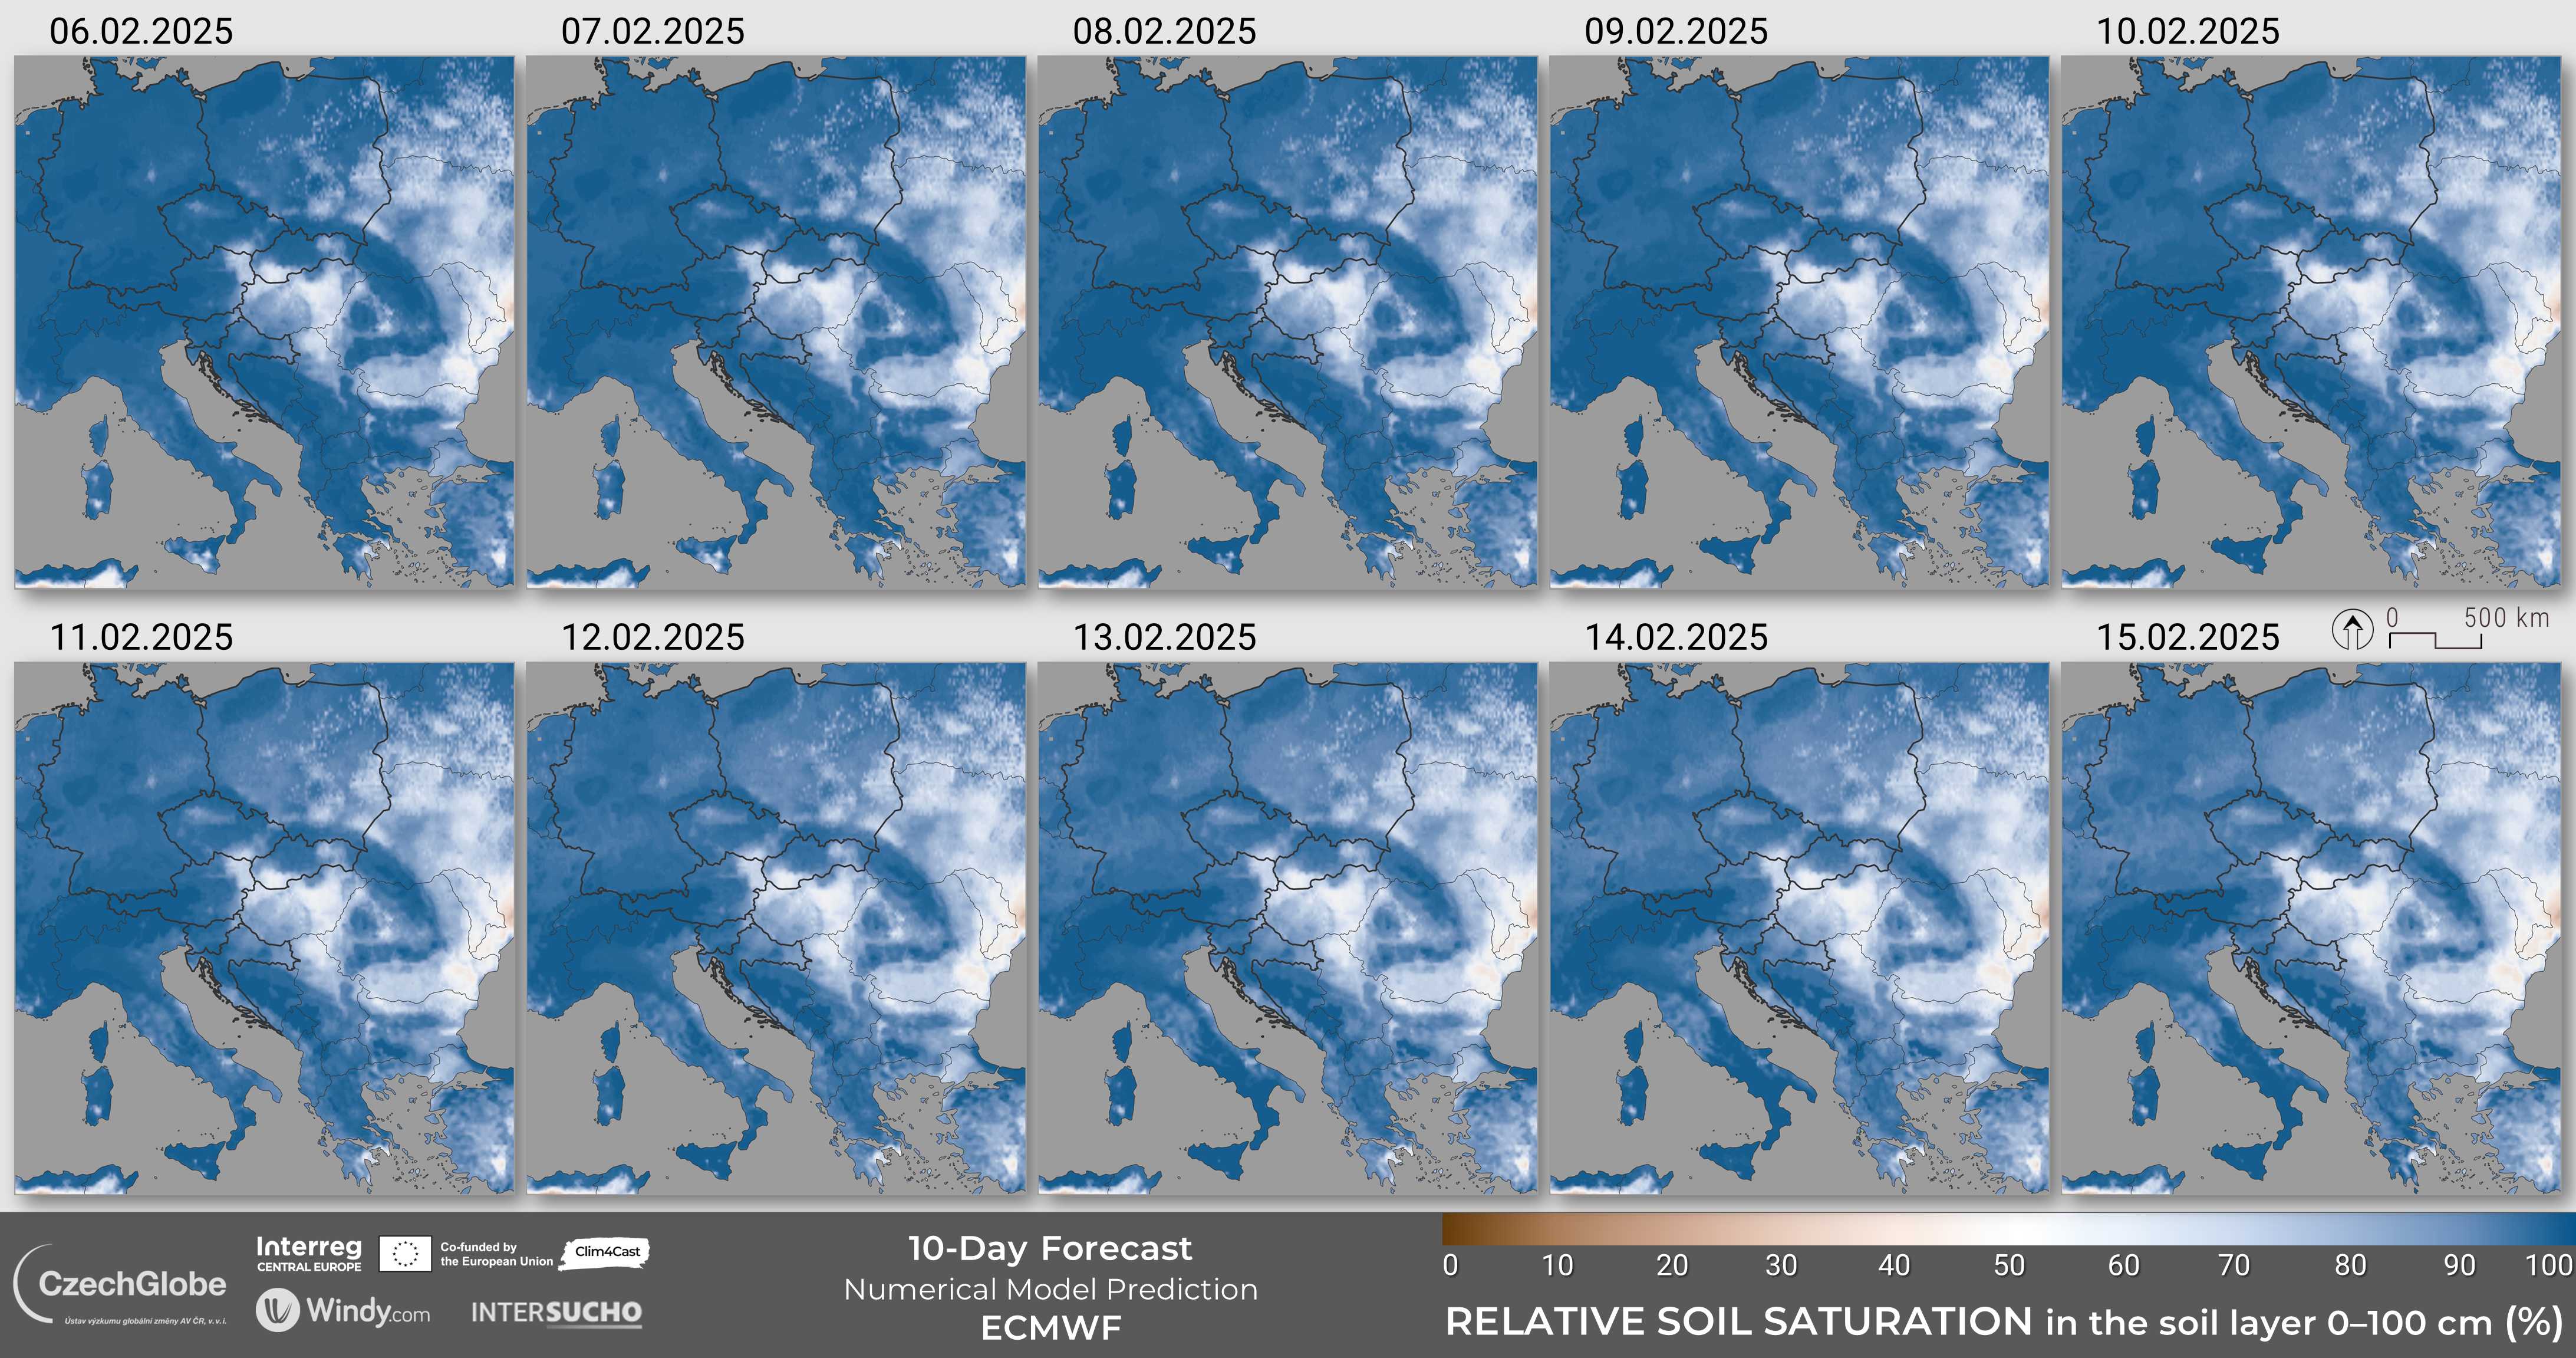 06.02.2025
07.02.2025
08.02.2025
09.02.2025
10.02.2025
0 500 km
11.02.2025
12.02.2025
13.02.2025
14.02.2025
15.02.2025
CzechGlobe
Ústav výzkumu globální změny AV ČR, v. v. i.
Interreg
CENTRAL EUROPE
Co-funded by
the European Union
Clim4Cast
Windy.com
INTERSUCHO
10-Day Forecast
Numerical Model Prediction
ECMWF
0 10 20 30 40 50 60 70 80 90 100
RELATIVE SOIL SATURATION in the soil layer 0–100 cm (%)